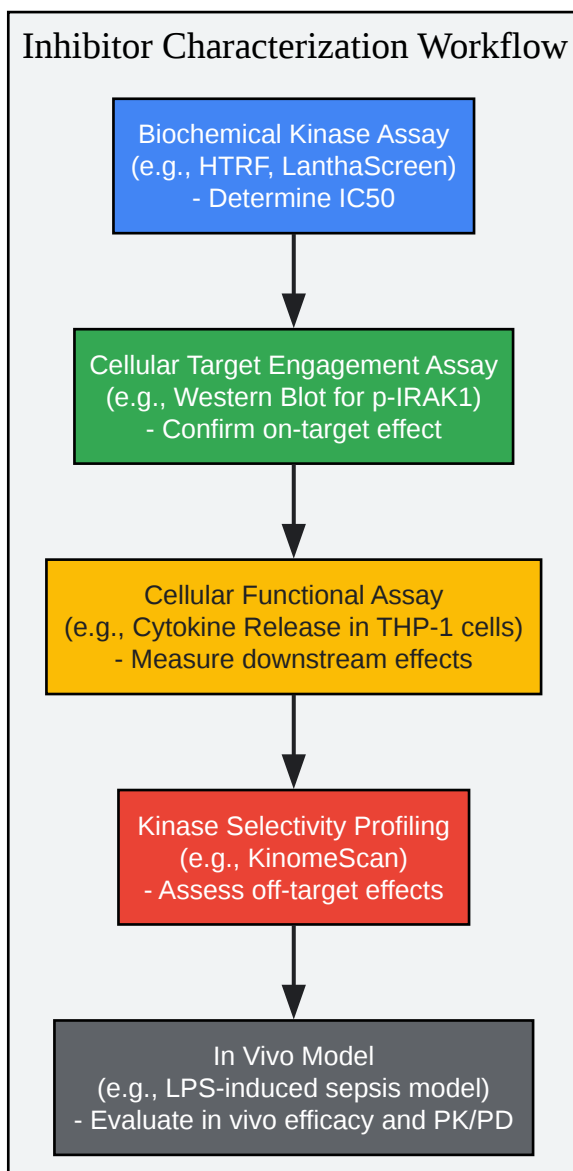 Inhibitor Characterization Workflow
Biochemical Kinase Assay
(e.g., HTRF, LanthaScreen)
- Determine IC50
Cellular Target Engagement Assay
(e.g., Western Blot for p-IRAK1)
- Confirm on-target effect
Cellular Functional Assay
(e.g., Cytokine Release in THP-1 cells)
- Measure downstream effects
Kinase Selectivity Profiling
(e.g., KinomeScan)
- Assess off-target effects
In Vivo Model
(e.g., LPS-induced sepsis model)
- Evaluate in vivo efficacy and PK/PD